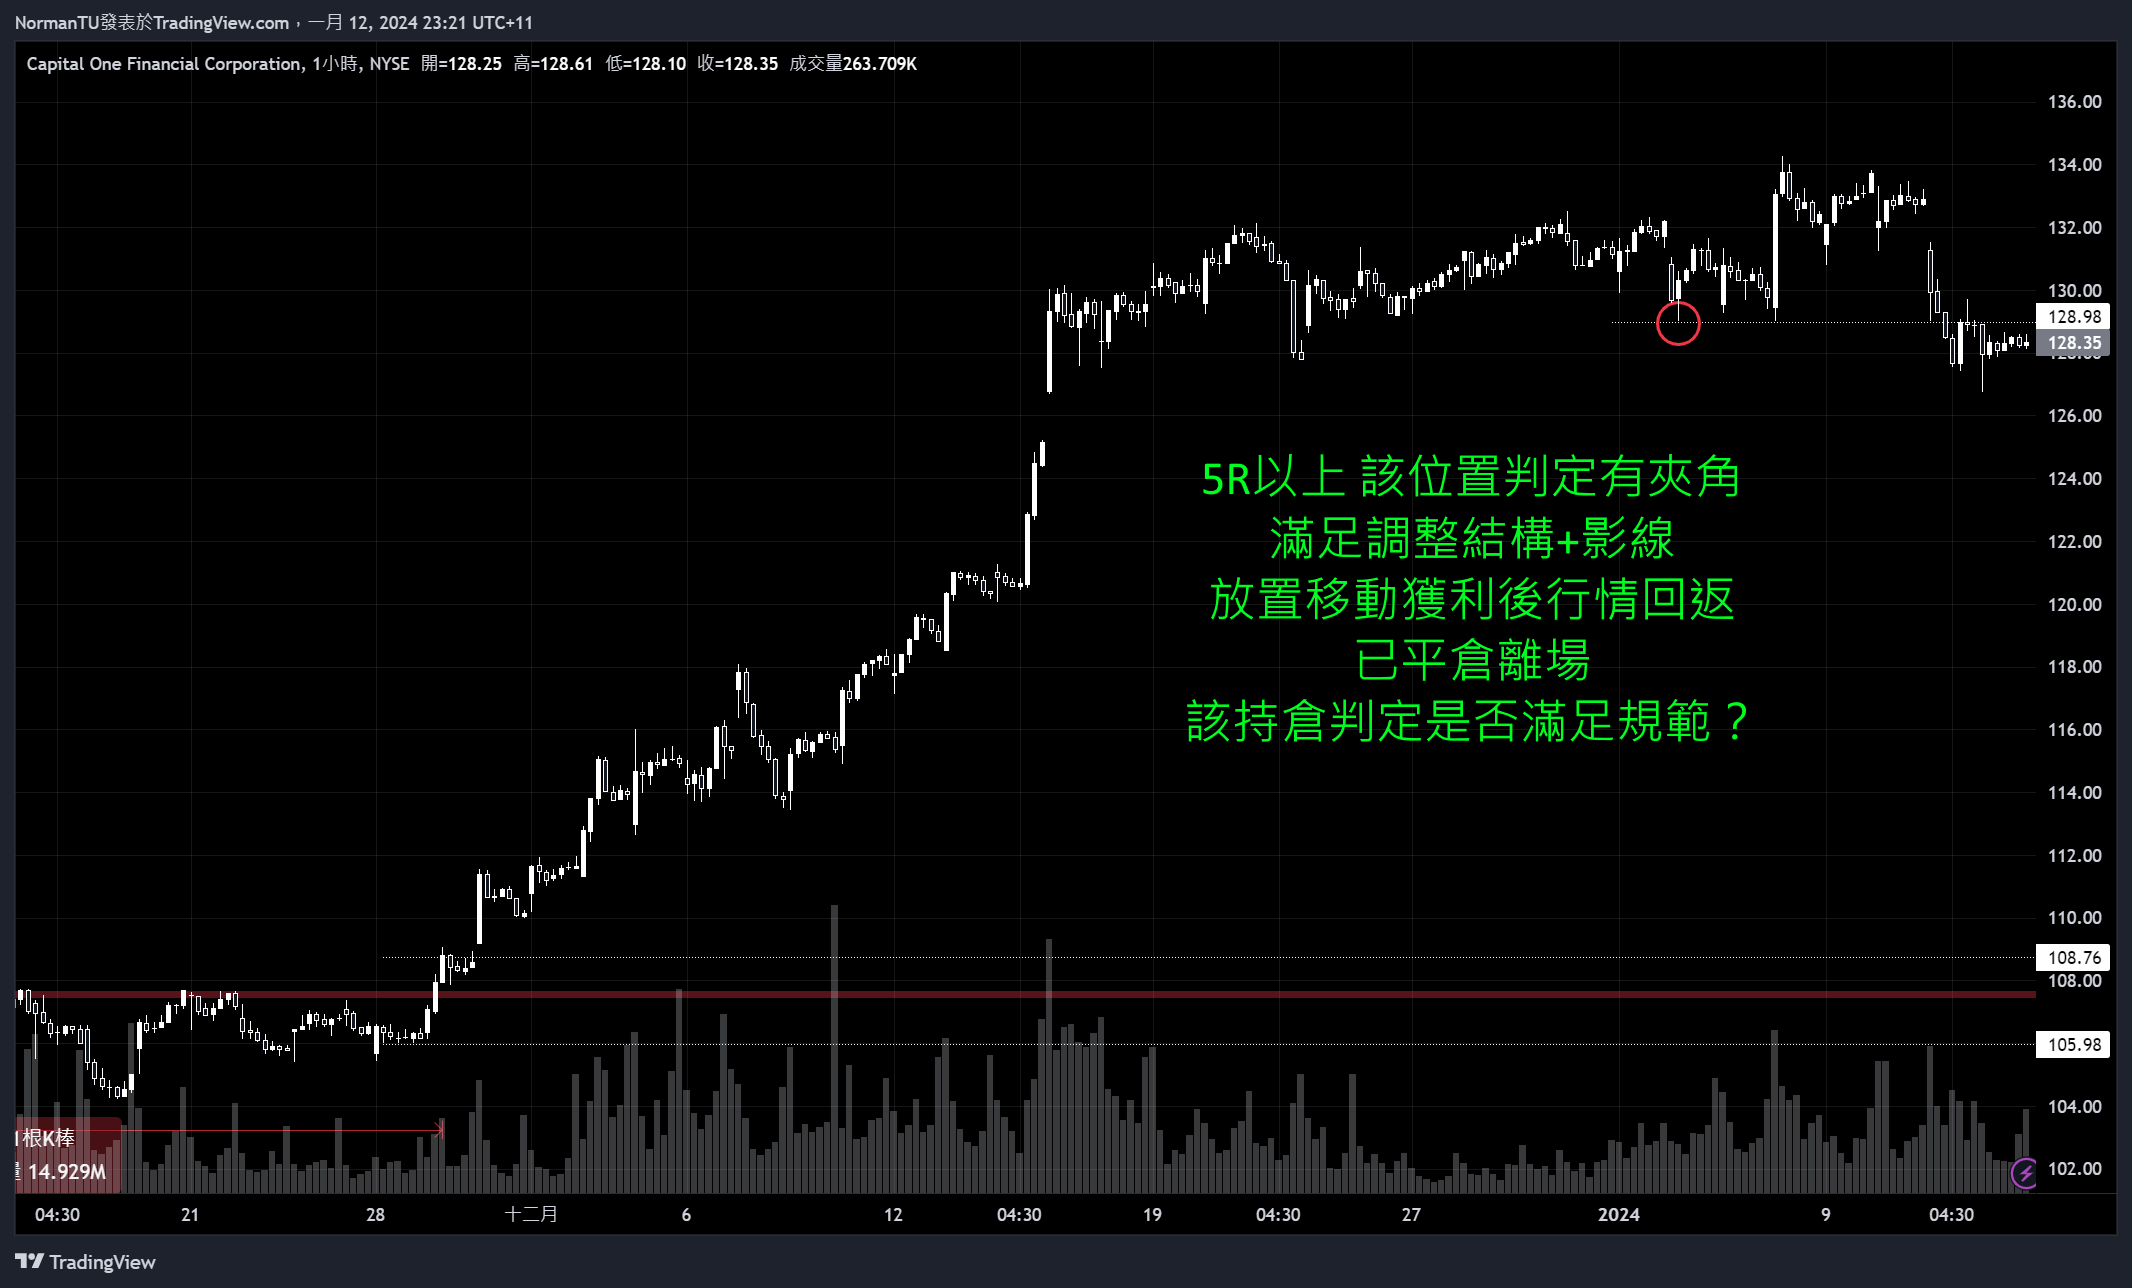 NormanTU發表於TradingView.com，一月 12, 2024 23:21 UTC+11
Capital One Financial Corporation, 1小時, NYSE 開=128.25 高=128.61 低=128.10 收=128.35 成交量263.709K
136.00
134.00
132.00
130.00
128.98
128.35
126.00
124.00
122.00
120.00
118.00
116.00
114.00
112.00
110.00
108.76
108.00
105.98
104.00
102.00
5R以上 該位置判定有夾角
滿足調整結構+影線
放置移動獲利後行情回返
已平倉離場
該持倉判定是否滿足規範？
根K棒
14.929M
04:30 21 28 十二月 6 12 04:30 19 04:30 27 2024 9 04:30
TradingView